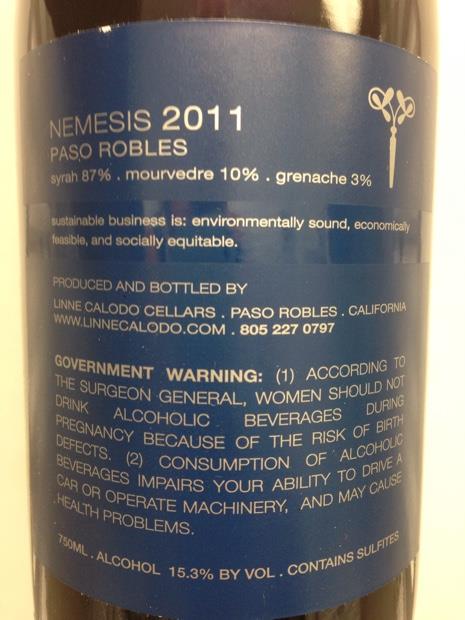 NEMESIS 2011
PASO ROBLES
syrah 87% . mourvedre 10% . grenache 3%
sustainable business is: environmentally sound, economically
feasible, and socially equitable.
PRODUCED AND BOTTLED BY
LINNE CALODO CELLARS . PASO ROBLES . CALIFORNIA
WWW.LINNECALODO.COM . 805 227 0797
GOVERNMENT WARNING: (1) ACCORDING TO
THE SURGEON GENERAL, WOMEN SHOULD NOT
DRINK ALCOHOLIC BEVERAGES DURING
PREGNANCY BECAUSE OF THE RISK OF BIRTH
DEFECTS. (2) CONSUMPTION OF ALCOHOLIC
BEVERAGES IMPAIRS YOUR ABILITY TO DRIVE A
CAR OR OPERATE MACHINERY, AND MAY CAUSE
HEALTH PROBLEMS.
750ML . ALCOHOL 15.3% BY VOL . CONTAINS SULFITES